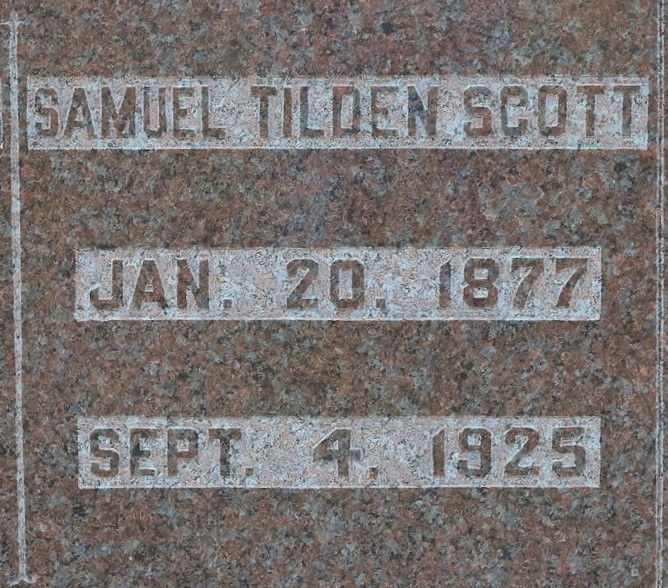 SAMUEL TILDEN SCOTT
JAN. 20. 1877
SEPT. 4. 1925